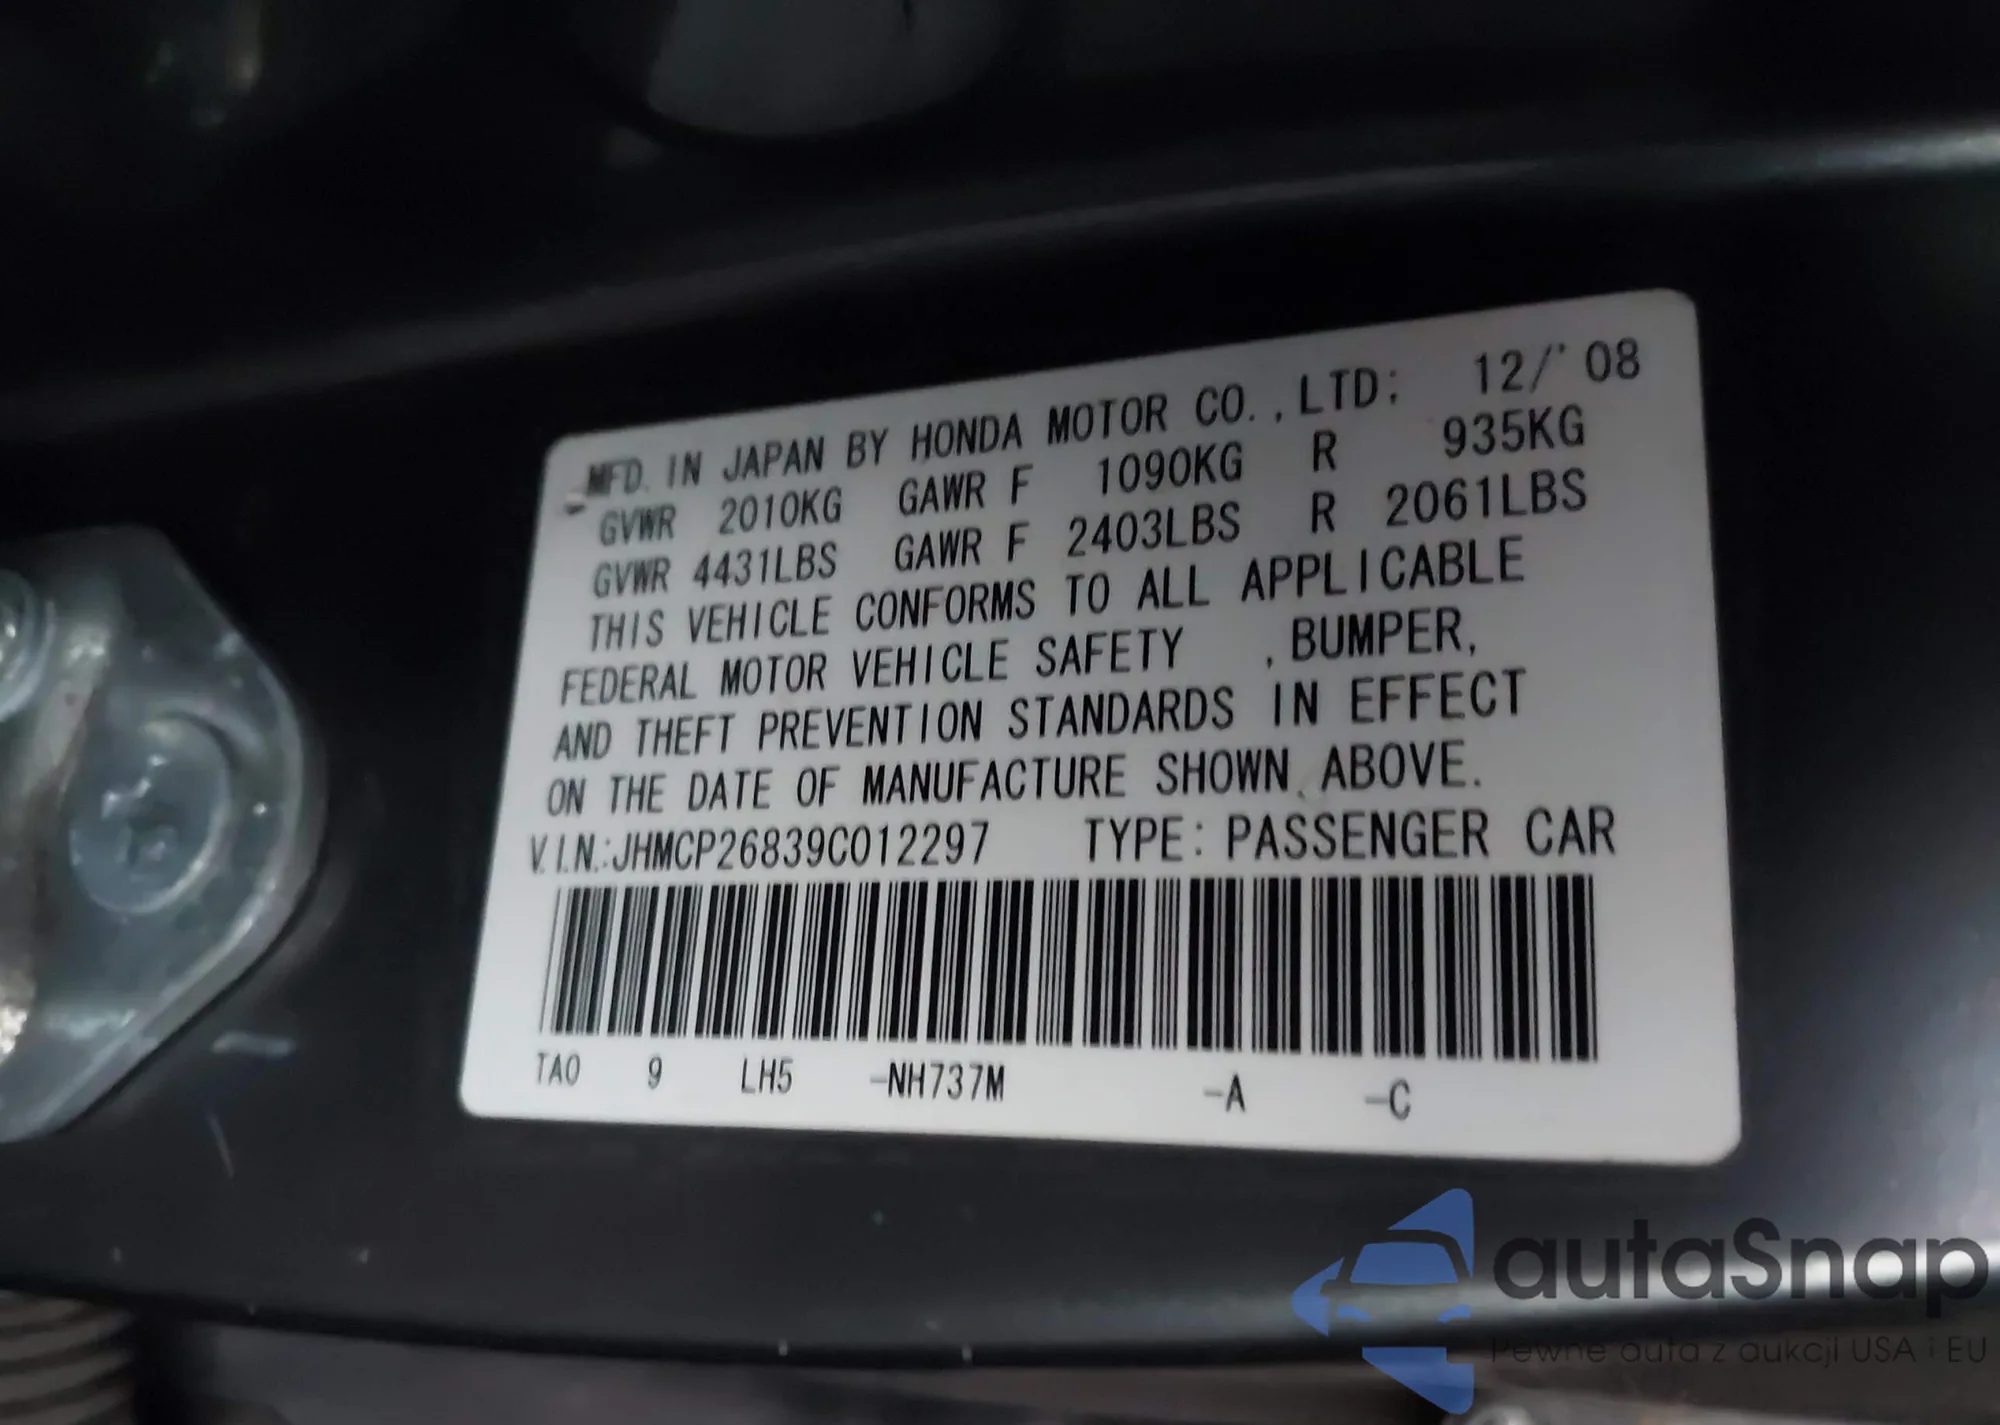 MFD. IN JAPAN BY HONDA MOTOR CO.,LTD; 12/'08
GVWR 2010KG GAWR F 1090KG R 935KG
GVWR 4431LBS GAWR F 2403LBS R 2061LBS
THIS VEHICLE CONFORMS TO ALL APPLICABLE
FEDERAL MOTOR VEHICLE SAFETY , BUMPER,
AND THEFT PREVENTION STANDARDS IN EFFECT
ON THE DATE OF MANUFACTURE SHOWN ABOVE.
V.I.N.:JHMCP26839C012297 TYPE: PASSENGER CAR
TA0 9 LH5 -NH737M -A -C
autaSnap
Pewne auta z aukcji USA i EU